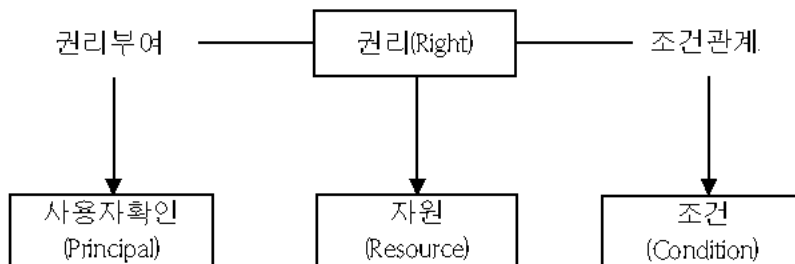 권리부여
권리(Right)
조건관계
사용자확인
(Principal)
자원
(Resource)
조건
(Condition)